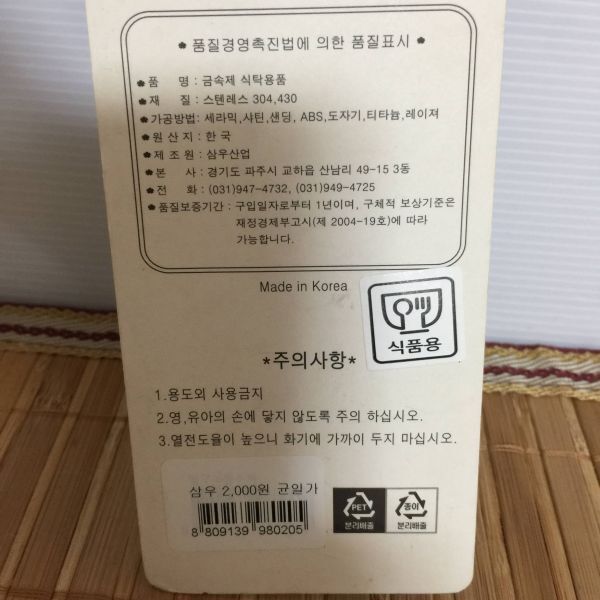 * 품질경영촉진법에 의한 품질표시 *
* 품 명 : 금속제 식탁용품
* 재 질 : 스텐레스 304,430
* 가공방법: 세라믹,샤틴,샌딩, ABS,도자기,티타늄,레이져
* 원 산 지 : 한 국
* 제 조 원 : 삼우산업
* 본 사 : 경기도 파주시 교하읍 산남리 49-15 3동
* 전 화 : (031)947-4732, (031)949-4725
* 품질보증기간 : 구입일자로부터 1년이며, 구체적 보상기준은
재정경제부고시(제 2004-19호)에 따라
가능합니다.
Made in Korea
식품용
*주의사항*
1.용도외 사용금지
2.영,유아의 손에 닿지 않도록 주의 하십시오.
3.열전도율이 높으니 화기에 가까이 두지 마십시오.
삼우 2,000원 균일가
8 809139 980205
PET
분리배출
종이
분리배출